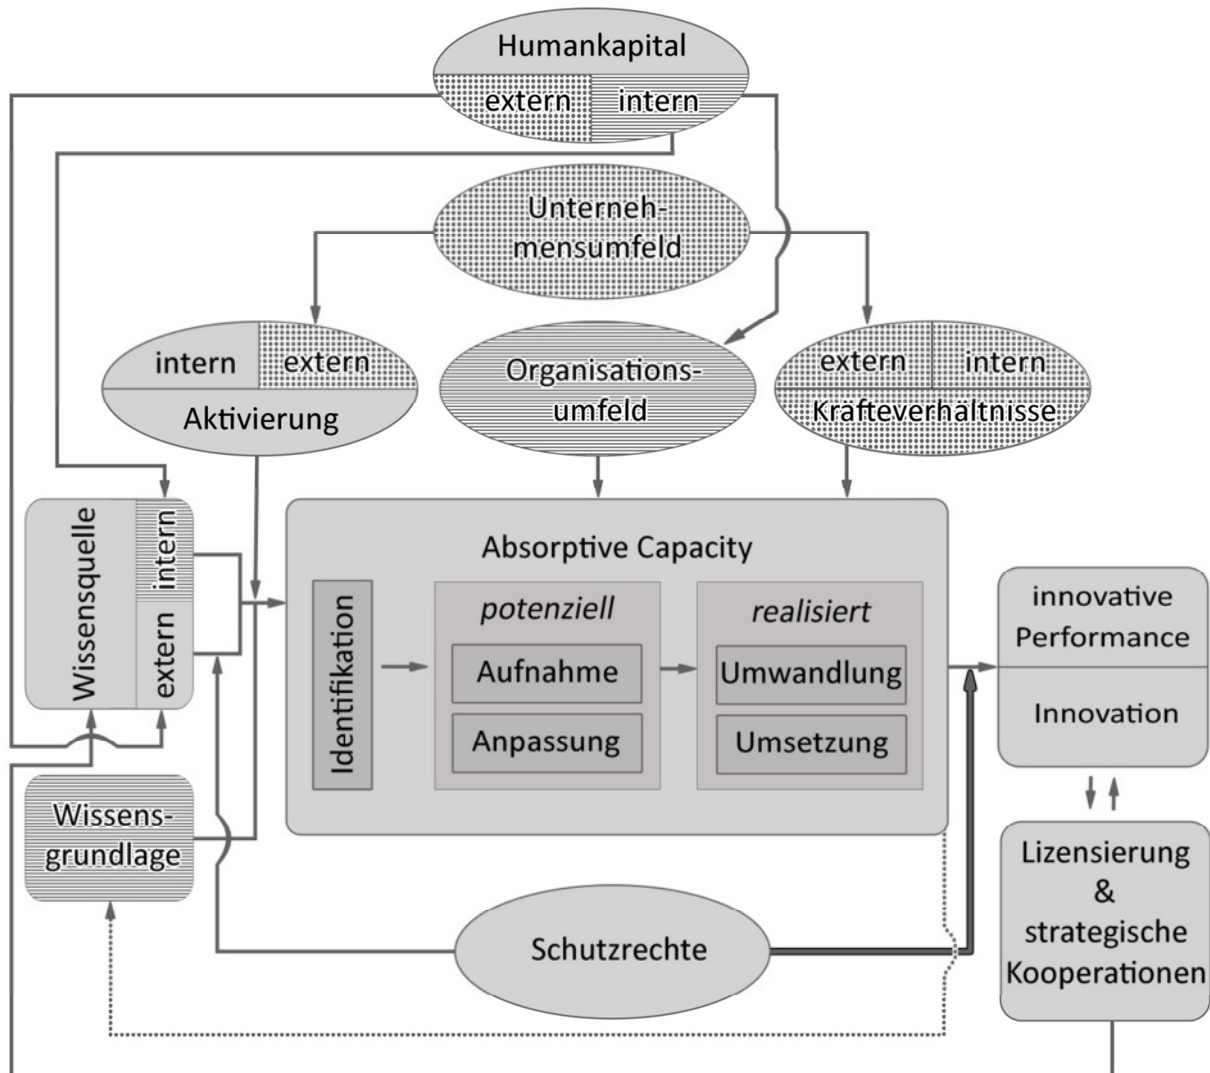 Humankapital
extern intern
Unterneh-
mensumfeld
intern extern
Aktivierung
Organisations-
umfeld
extern intern
Kräfteverhältnisse
Wissensquelle
intern
extern
Absorptive Capacity
Identifikation
potenziell
Aufnahme
Anpassung
realisiert
Umwandlung
Umsetzung
innovative
Performance
Innovation
Wissens-
grundlage
Schutzrechte
Lizensierung
&
strategische
Kooperationen